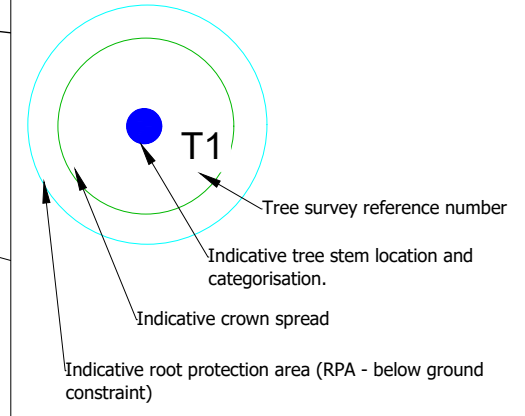 T1
Tree survey reference number
Indicative tree stem location and
categorisation.
Indicative crown spread
Indicative root protection area (RPA - below ground
constraint)